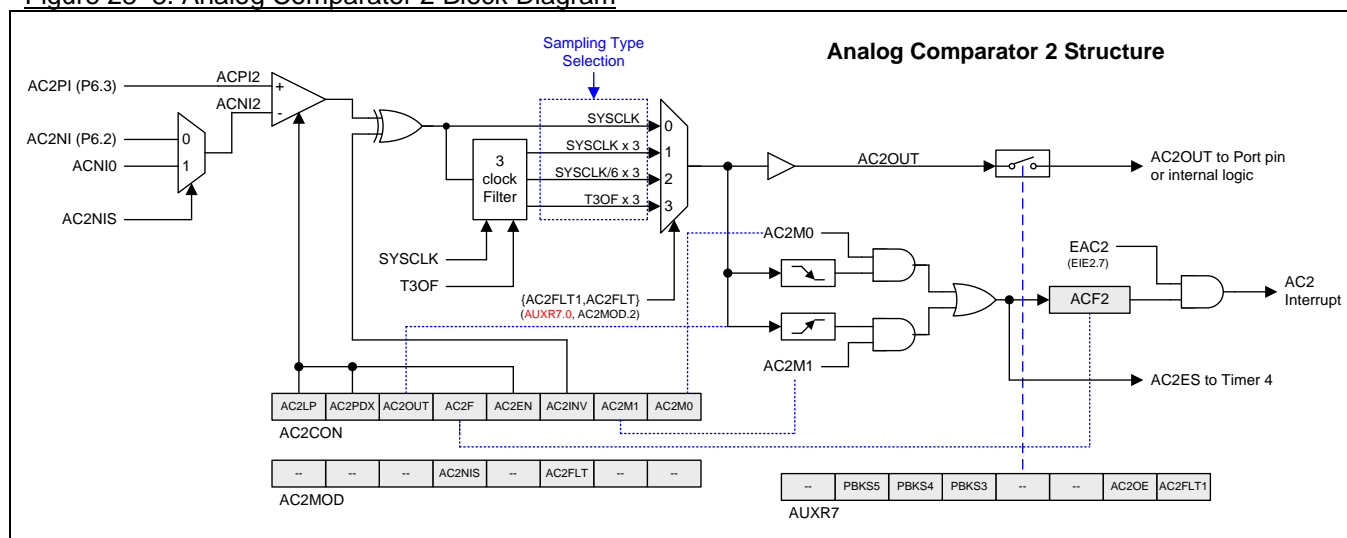 Figure 28-3. Analog Comparator 2 Block Diagram
Analog Comparator 2 Structure
Sampling Type
Selection
AC2PI (P6.3)
ACPI2
+
ACNI2
-
AC2NI (P6.2)
0
ACNI0
1
AC2NIS
3
clock
Filter
SYSCLK
0
SYSCLK x 3
1
SYSCLK/6 x 3
2
T3OF x 3
3
SYSCLK
T3OF
{AC2FLT1,AC2FLT}
(AUXR7.0, AC2MOD.2)
AC2OUT
AC2OUT to Port pin
or internal logic
AC2M0
AC2M1
EAC2
(EIE2.7)
ACF2
AC2
Interrupt
AC2ES to Timer 4
AC2LP AC2PDX AC2OUT AC2F AC2EN AC2INV AC2M1 AC2M0
AC2CON
-- -- -- AC2NIS -- AC2FLT -- --
AC2MOD
-- PBKS5 PBKS4 PBKS3 -- -- AC2OE AC2FLT1
AUXR7